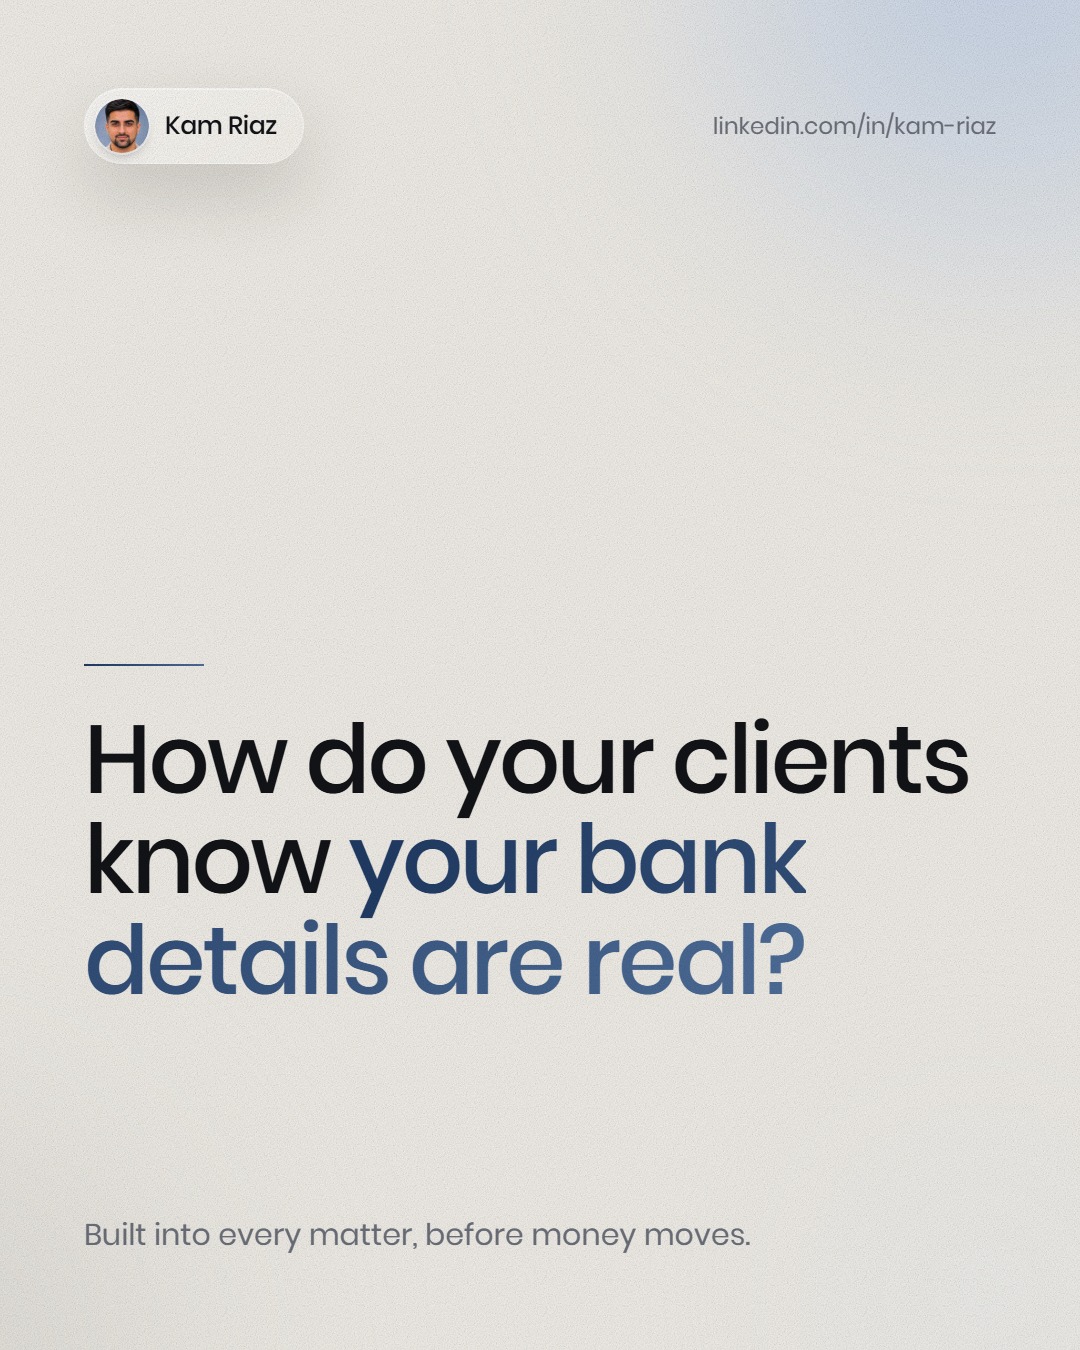 Kam Riaz
linkedin.com/in/kam-riaz
How do your clients
know your bank
details are real?
Built into every matter, before money moves.